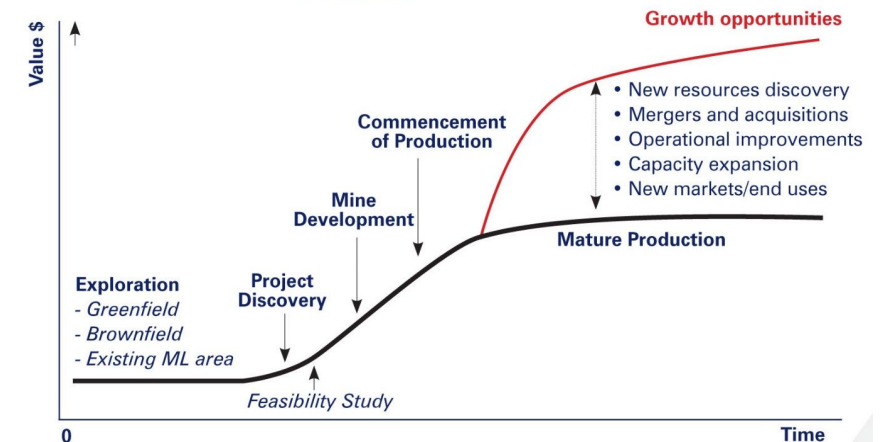 Growth opportunities
Value $
• New resources discovery
• Mergers and acquisitions
• Operational improvements
• Capacity expansion
• New markets/end uses
Commencement
of Production
Mine
Development
Mature Production
Exploration
- Greenfield
- Brownfield
- Existing ML area
Project
Discovery
Feasibility Study
0
Time